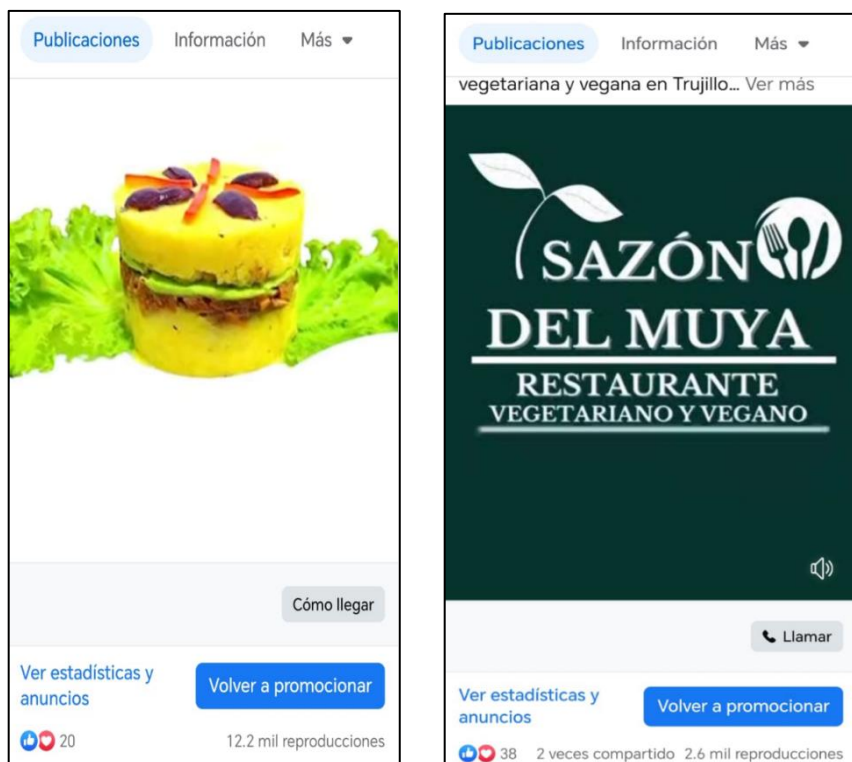 Publicaciones Información Más
Cómo llegar
Ver estadísticas y
anuncios
Volver a promocionar
20 12.2 mil reproducciones
Publicaciones Información Más
vegetariana y vegana en Trujillo... Ver más
SAZÓN
DEL MUYA
RESTAURANTE
VEGETARIANO Y VEGANO
Llamar
Ver estadísticas y
anuncios
Volver a promocionar
38 2 veces compartido 2.6 mil reproducciones